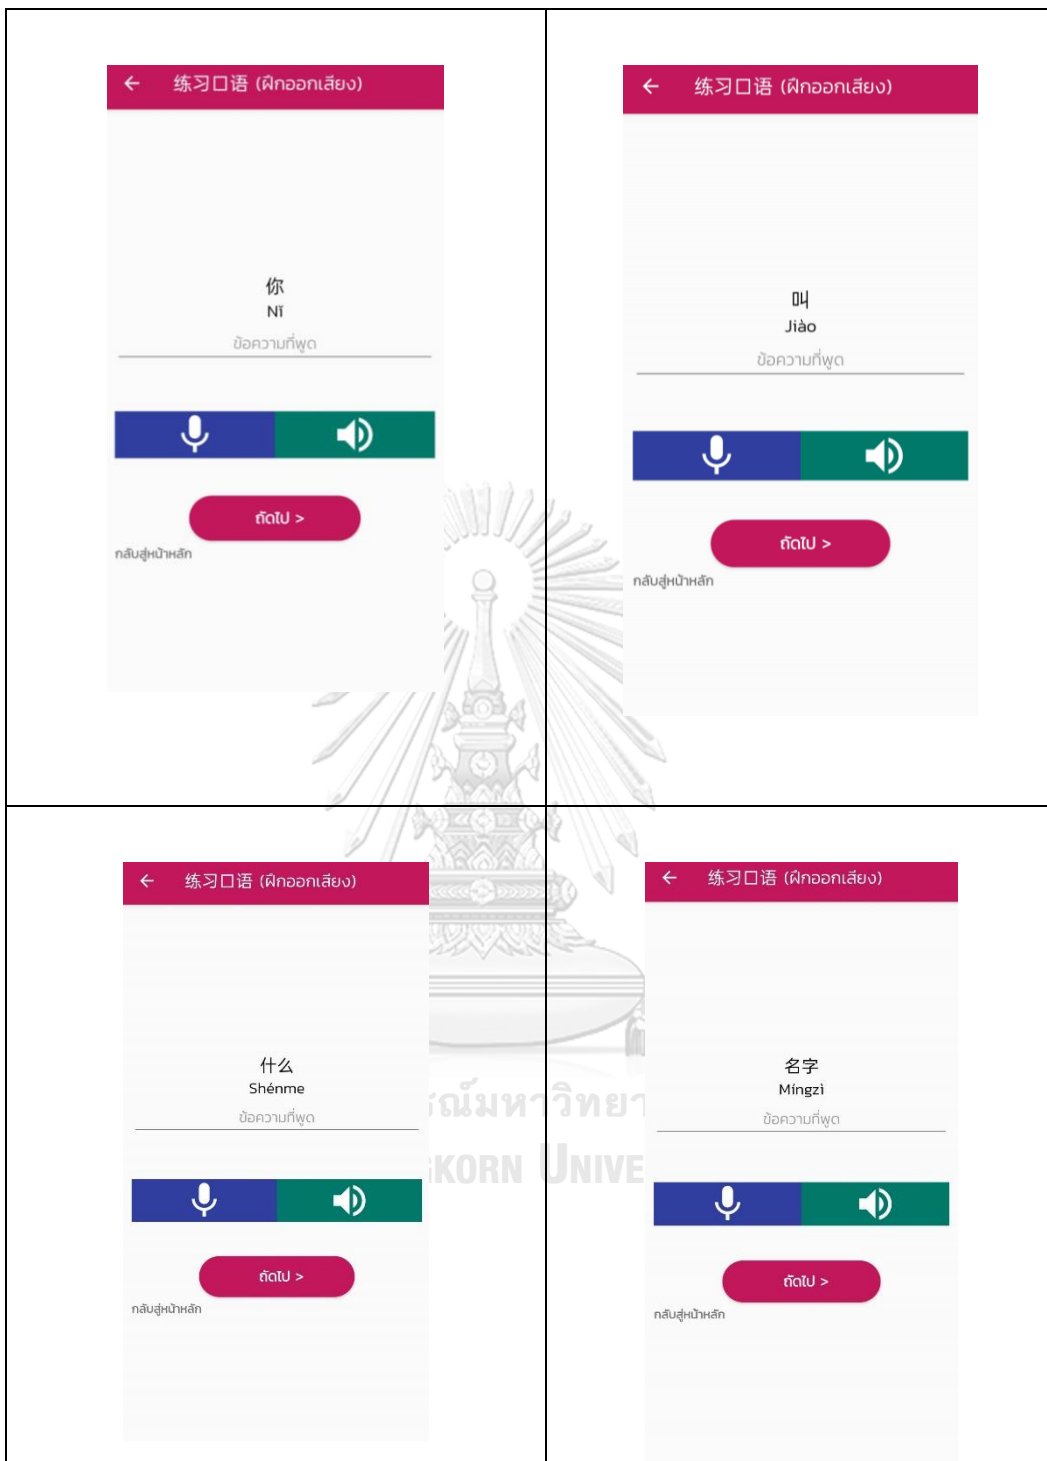 ← 练习口语 (ฝึกออกเสียง)
你
Nǐ
ข้อความที่พูด
ถัดไป >
กลับสู่หน้าหลัก
← 练习口语 (ฝึกออกเสียง)
叫
Jiào
ข้อความที่พูด
ถัดไป >
กลับสู่หน้าหลัก
← 练习口语 (ฝึกออกเสียง)
什么
Shénme
ข้อความที่พูด
ถัดไป >
กลับสู่หน้าหลัก
← 练习口语 (ฝึกออกเสียง)
名字
Míngzì
ข้อความที่พูด
ถัดไป >
กลับสู่หน้าหลัก
UNIVE